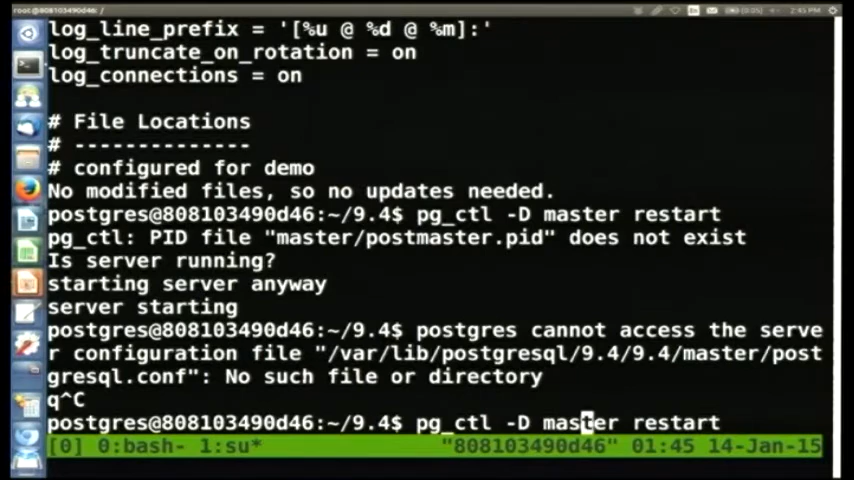 root@808103490d46: /
2:45 PM
log_line_prefix = '[%u @ %d @ %m]:'
log_truncate_on_rotation = on
log_connections = on
# File Locations
# --------------
# configured for demo
No modified files, so no updates needed.
postgres@808103490d46:~/9.4$ pg_ctl -D master restart
pg_ctl: PID file "master/postmaster.pid" does not exist
Is server running?
starting server anyway
server starting
postgres@808103490d46:~/9.4$ postgres cannot access the serve
r configuration file "/var/lib/postgresql/9.4/9.4/master/post
gresql.conf": No such file or directory
q^C
postgres@808103490d46:~/9.4$ pg_ctl -D master restart
[0] 0:bash- 1:su* "808103490d46" 01:45 14-Jan-15